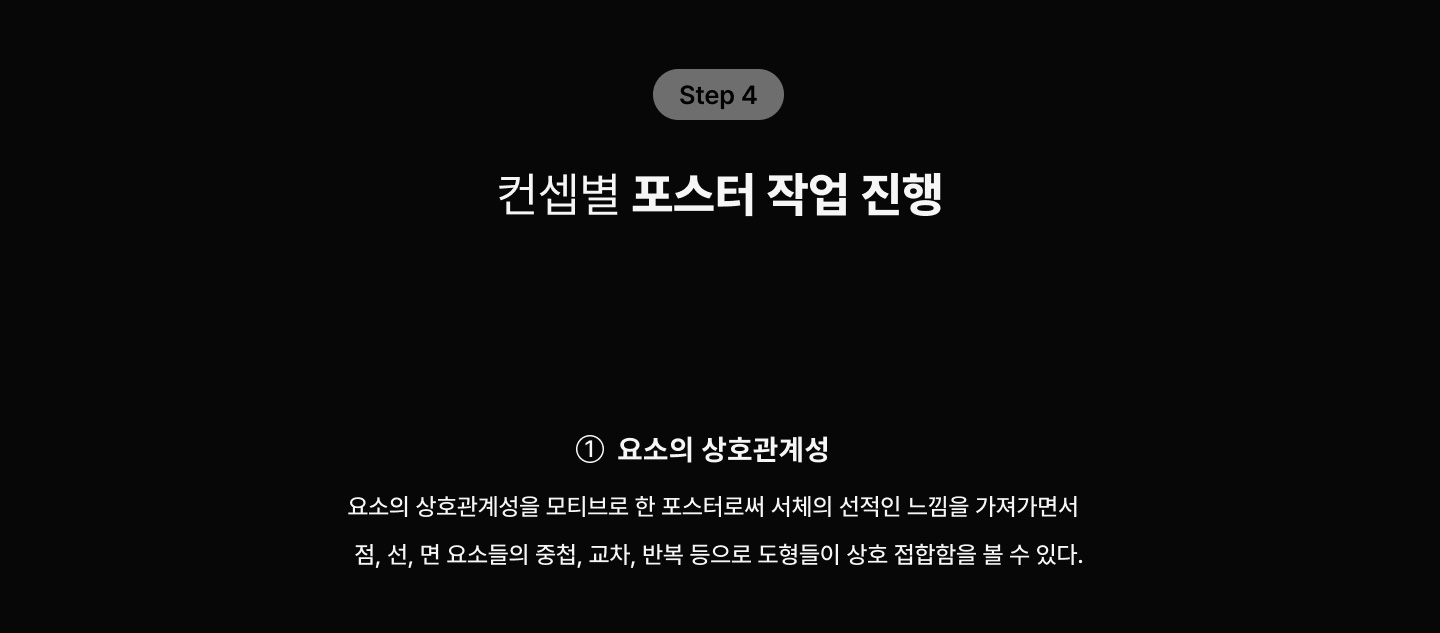 Step 4
컨셉별 포스터 작업 진행
① 요소의 상호관계성
요소의 상호관계성을 모티브로 한 포스터로써 서체의 선적인 느낌을 가져가면서
점, 선, 면 요소들의 중첩, 교차, 반복 등으로 도형들이 상호 접합함을 볼 수 있다.